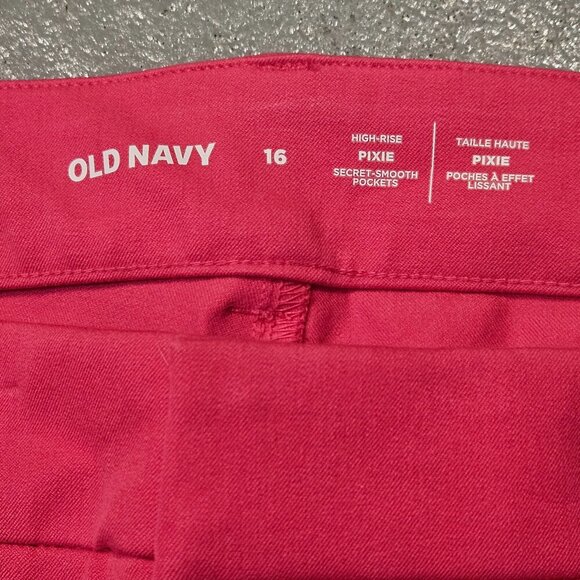 OLD NAVY
16
HIGH-RISE
PIXIE
SECRET-SMOOTH
POCKETS
TAILLE HAUTE
PIXIE
POCHES À EFFET
LISSANT